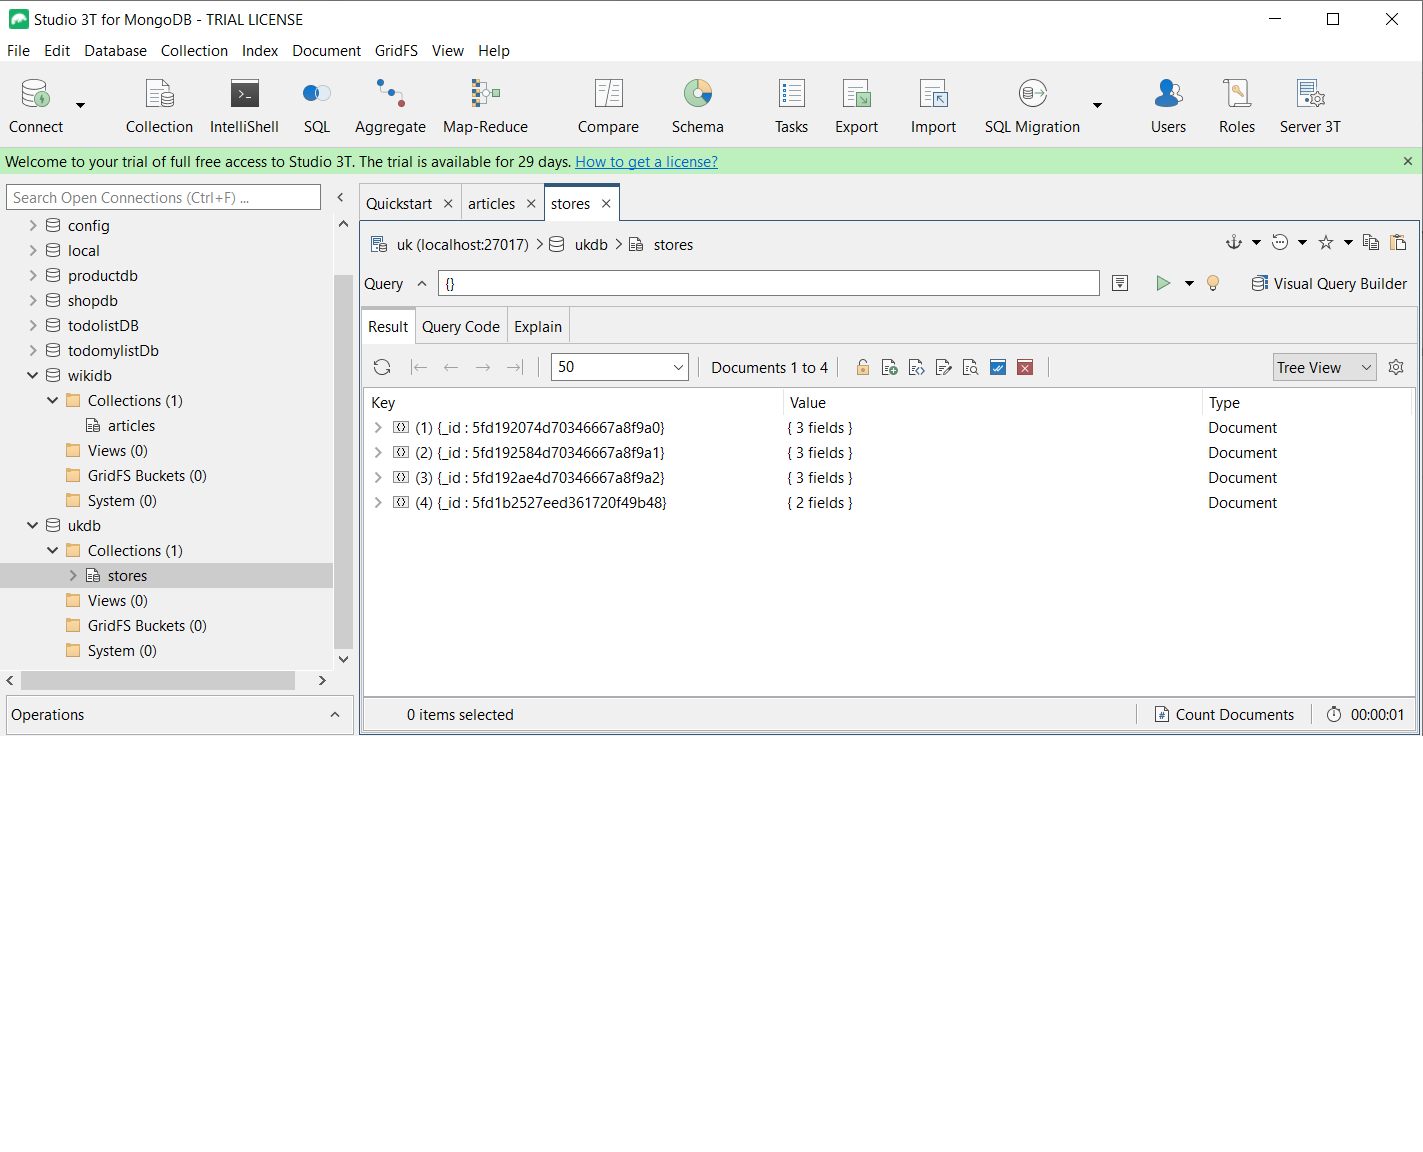 Studio 3T for MongoDB - TRIAL LICENSE
File Edit Database Collection Index Document GridFS View Help
Connect Collection IntelliShell SQL Aggregate Map-Reduce Compare Schema Tasks Export Import SQL Migration Users Roles Server 3T
Welcome to your trial of full free access to Studio 3T. The trial is available for 29 days. How to get a license?
Search Open Connections (Ctrl+F) ...
config
local
productdb
shopdb
todolistDB
todomylistDb
wikidb
Collections (1)
articles
Views (0)
GridFS Buckets (0)
System (0)
ukdb
Collections (1)
stores
Views (0)
GridFS Buckets (0)
System (0)
Operations
Quickstart articles stores
uk (localhost:27017) ukdb stores
Query {} Visual Query Builder
Result Query Code Explain
50 Documents 1 to 4 Tree View
Key Value Type
(1) {_id : 5fd192074d70346667a8f9a0} { 3 fields } Document
(2) {_id : 5fd192584d70346667a8f9a1} { 3 fields } Document
(3) {_id : 5fd192ae4d70346667a8f9a2} { 3 fields } Document
(4) {_id : 5fd1b2527eed361720f49b48} { 2 fields } Document
0 items selected Count Documents 00:00:01